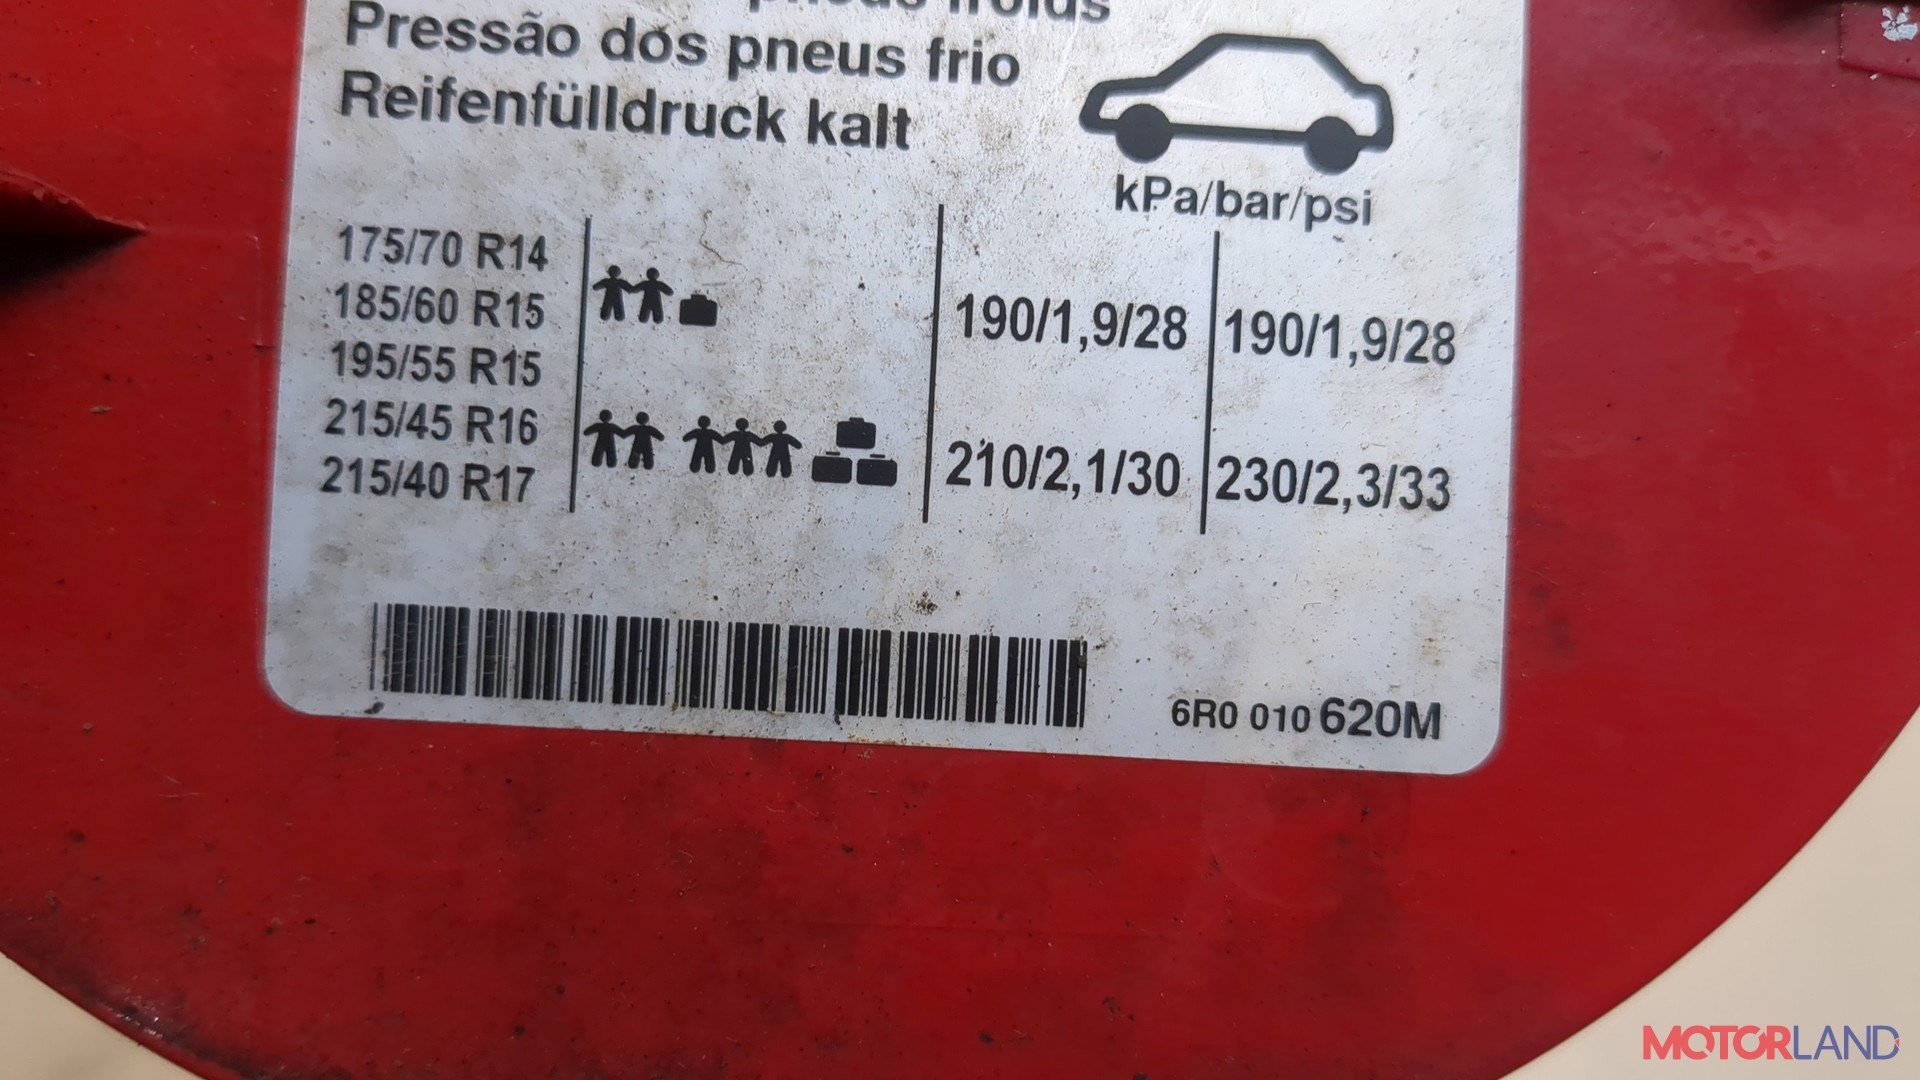 pneus froids
Pressão dos pneus frio
Reifenfülldruck kalt
kPa/bar/psi
175/70 R14
185/60 R15
195/55 R15
215/45 R16
215/40 R17
190/1,9/28 190/1,9/28
210/2,1/30 230/2,3/33
6R0 010 620M
MOTORLAND